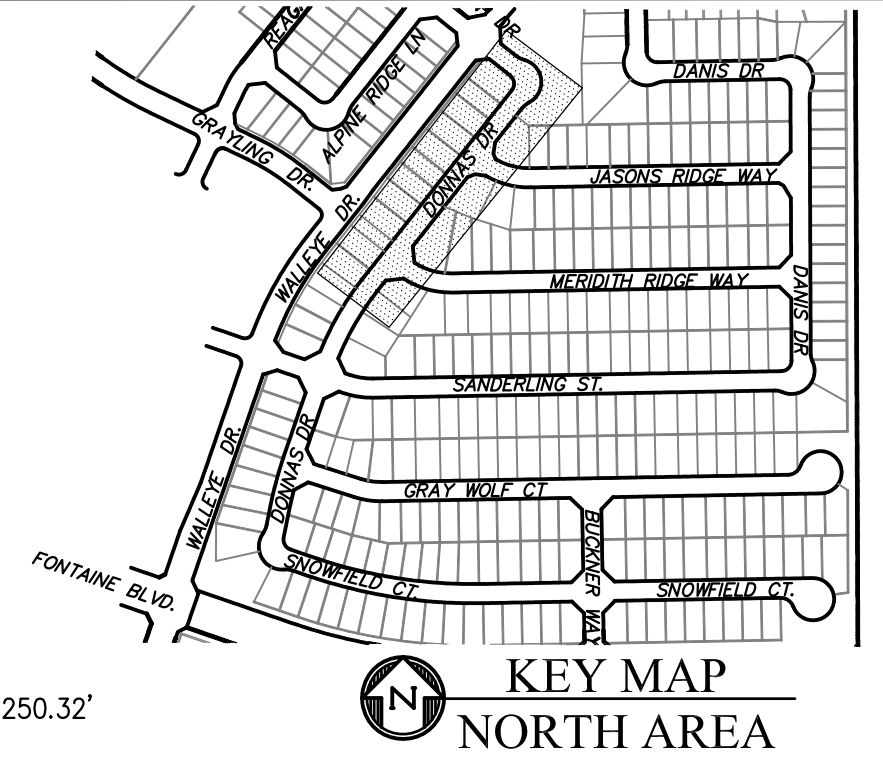 DR
REAG.
ALPINE RIDGE LN
DANIS DR
GRAYLING DR.
DONNAS DR
JASONS RIDGE WAY
WALLEYE DR.
MERIDITH RIDGE WAY
DANIS DR
SANDERLING ST.
WALLEYE DR.
DONNAS DR
GRAY WOLF CT
BUCKNER WAY
FONTAINE BLVD.
SNOWFIELD CT.
SNOWFIELD CT.
250.32'
N
KEY MAP
NORTH AREA